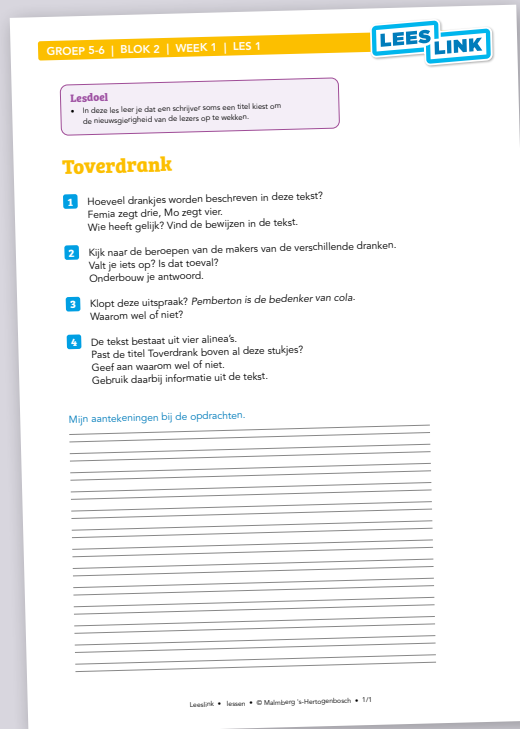 GROEP 5-6 | BLOK 2 | WEEK 1 | LES 1
LEES
LINK
Lesdoel
• In deze les leer je dat een schrijver soms een titel kiest om
de nieuwsgierigheid van de lezers op te wekken.
Toverdrank
1 Hoeveel drankjes worden beschreven in deze tekst?
Femia zegt drie, Mo zegt vier.
Wie heeft gelijk? Vind de bewijzen in de tekst.
2 Kijk naar de beroepen van de makers van de verschillende dranken.
Valt je iets op? Is dat toeval?
Onderbouw je antwoord.
3 Klopt deze uitspraak? Pemberton is de bedenker van cola.
Waarom wel of niet?
4 De tekst bestaat uit vier alinea's.
Past de titel Toverdrank boven al deze stukjes?
Geef aan waarom wel of niet.
Gebruik daarbij informatie uit de tekst.
Mijn aantekeningen bij de opdrachten.
Leeslink • lessen • © Malmberg 's-Hertogenbosch • 1/1